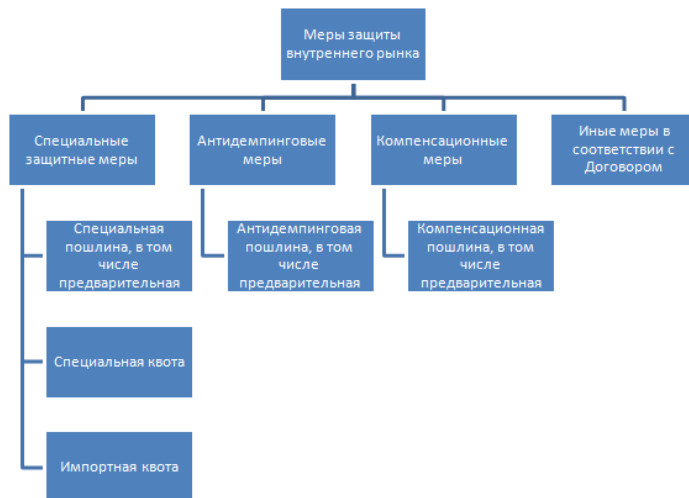 Меры защиты
внутреннего рынка
Специальные
защитные меры
Антидемпинговые
меры
Компенсационные
меры
Иные меры в
соответствии с
Договором
Специальная
пошлина, в том
числе
предварительная
Антидемпинговая
пошлина, в том
числе
предварительная
Компенсационная
пошлина, в том
числе
предварительная
Специальная квота
Импортная квота